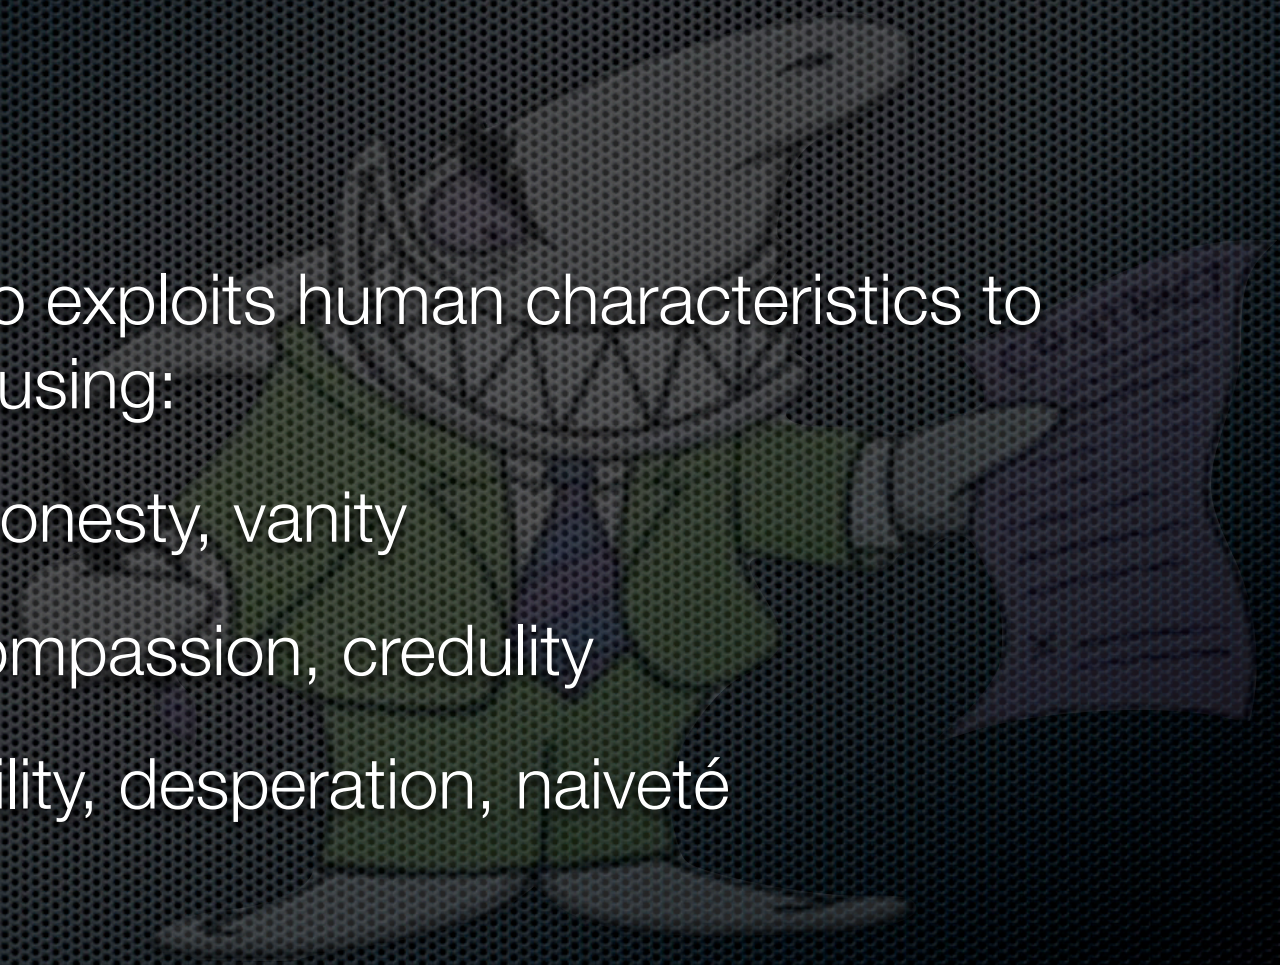 o exploits human characteristics to
using:
onesty, vanity
ompassion, credulity
ility, desperation, naiveté